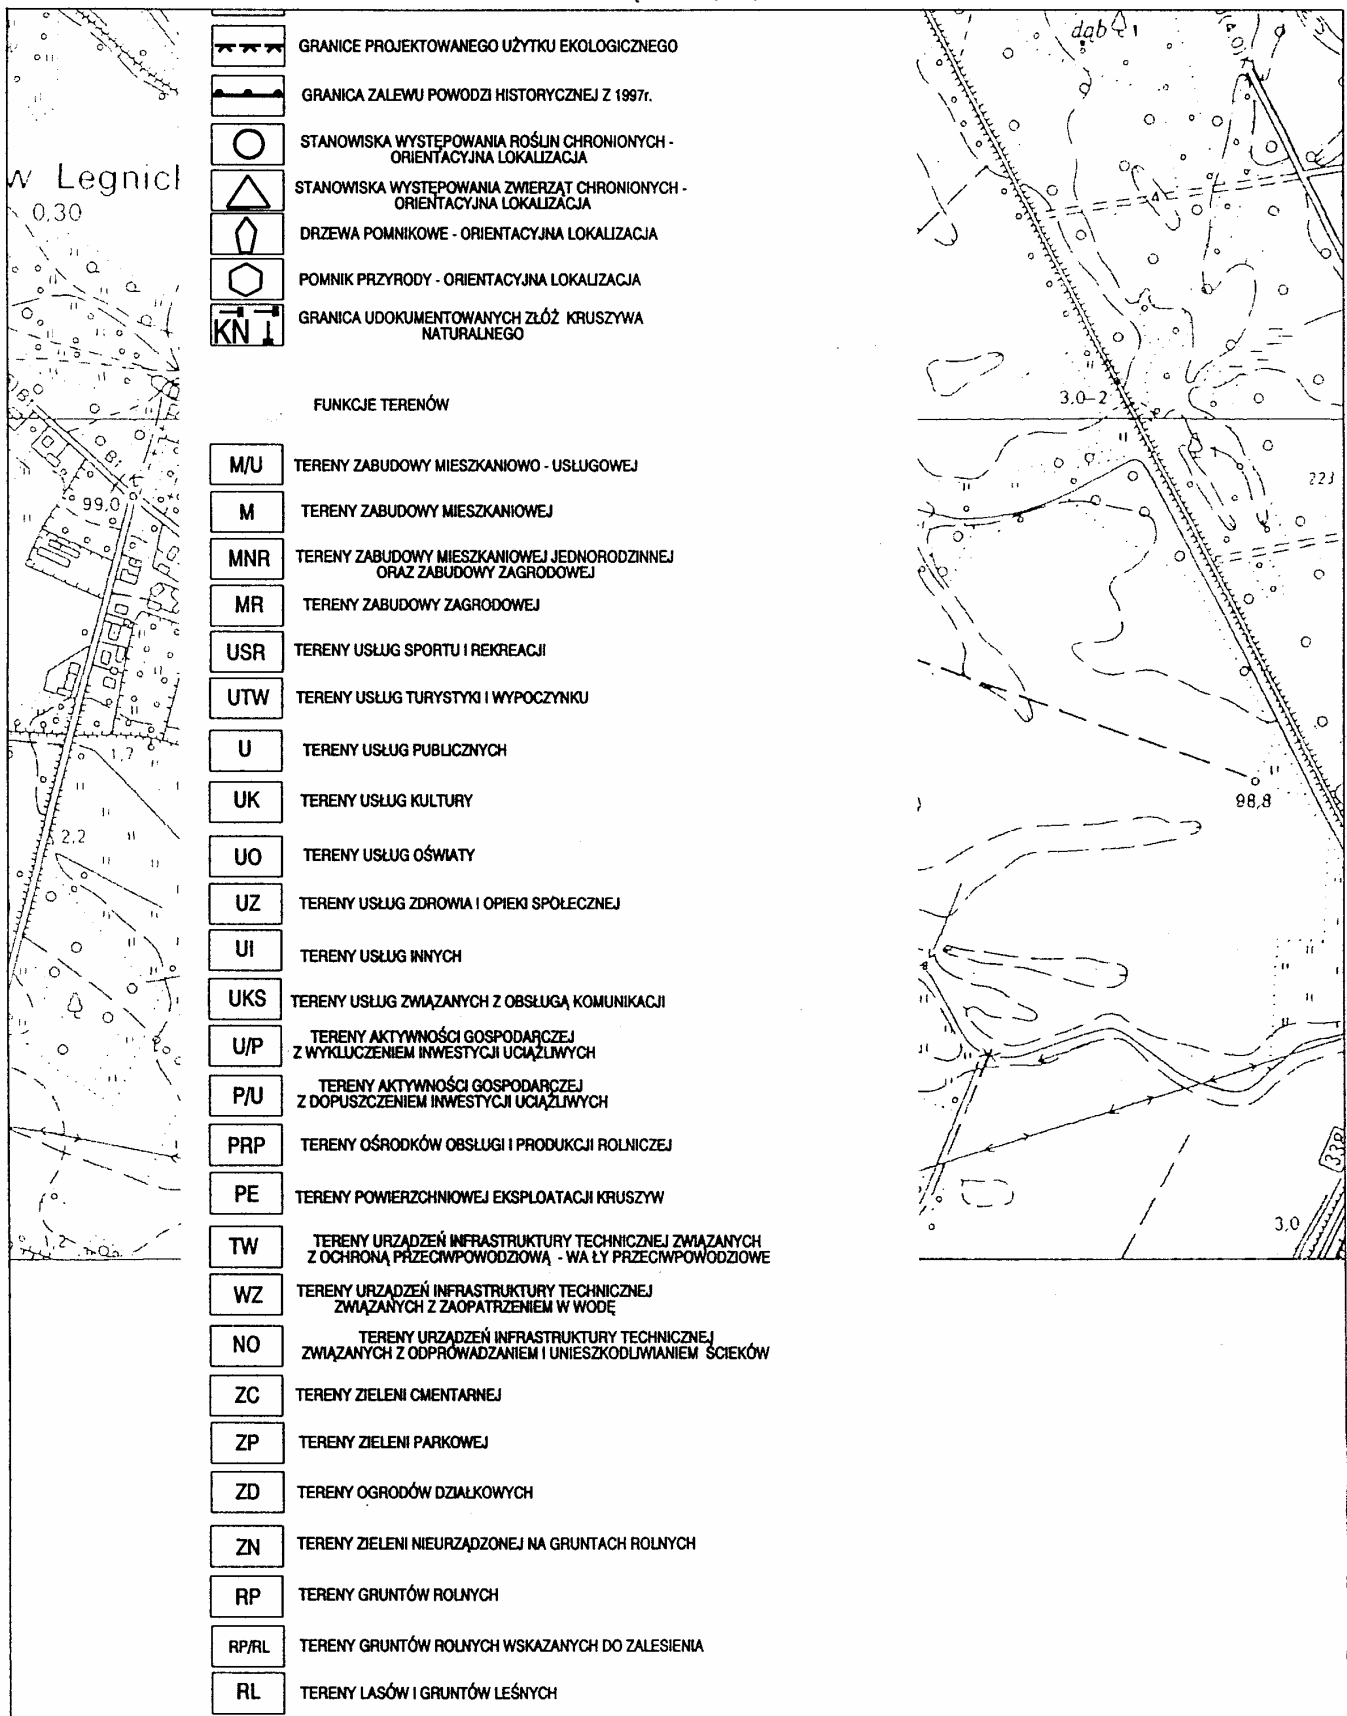 GRANICE PROJEKTOWANEGO UŻYTKU EKOLOGICZNEGO
GRANICA ZALEWU POWODZI HISTORYCZNEJ Z 1997r.
STANOWISKA WYSTĘPOWANIA ROŚLIN CHRONIONYCH -
ORIENTACYJNA LOKALIZACJA
STANOWISKA WYSTĘPOWANIA ZWIERZĄT CHRONIONYCH -
ORIENTACYJNA LOKALIZACJA
DRZEWA POMNIKOWE - ORIENTACYJNA LOKALIZACJA
POMNIK PRZYRODY - ORIENTACYJNA LOKALIZACJA
KN GRANICA UDOKUMENTOWANYCH ZŁÓŻ KRUSZYWA
NATURALNEGO
FUNKCJE TERENÓW
M/U TERENY ZABUDOWY MIESZKANIOWO - USŁUGOWEJ
M TERENY ZABUDOWY MIESZKANIOWEJ
MNR TERENY ZABUDOWY MIESZKANIOWEJ JEDNORODZINNEJ
ORAZ ZABUDOWY ZAGRODOWEJ
MR TERENY ZABUDOWY ZAGRODOWEJ
USR TERENY USŁUG SPORTU I REKREACJI
UTW TERENY USŁUG TURYSTYKI I WYPOCZYNKU
U TERENY USŁUG PUBLICZNYCH
UK TERENY USŁUG KULTURY
UO TERENY USŁUG OŚWIATY
UZ TERENY USŁUG ZDROWIA I OPIEKI SPOŁECZNEJ
UI TERENY USŁUG INNYCH
UKS TERENY USŁUG ZWIĄZANYCH Z OBSŁUGĄ KOMUNIKACJI
U/P TERENY AKTYWNOŚCI GOSPODARCZEJ
Z WYKLUCZENIEM INWESTYCJI UCIĄŻLIWYCH
P/U TERENY AKTYWNOŚCI GOSPODARCZEJ
Z DOPUSZCZENIEM INWESTYCJI UCIĄŻLIWYCH
PRP TERENY OŚRODKÓW OBSŁUGI I PRODUKCJI ROLNICZEJ
PE TERENY POWIERZCHNIOWEJ EKSPLOATACJI KRUSZYW
TW TERENY URZĄDZEŃ INFRASTRUKTURY TECHNICZNEJ ZWIĄZANYCH
Z OCHRONĄ PRZECIWPOWODZIOWĄ - WA ŁY PRZECIWPOWODZIOWE
WZ TERENY URZĄDZEŃ INFRASTRUKTURY TECHNICZNEJ
ZWIĄZANYCH Z ZAOPATRZENIEM W WODĘ
NO TERENY URZĄDZEŃ INFRASTRUKTURY TECHNICZNEJ
ZWIĄZANYCH Z ODPROWADZANIEM I UNIESZKODLIWIANIEM ŚCIEKÓW
ZC TERENY ZIELENI CMENTARNEJ
ZP TERENY ZIELENI PARKOWEJ
ZD TERENY OGRODÓW DZIAŁKOWYCH
ZN TERENY ZIELENI NIEURZĄDZONEJ NA GRUNTACH ROLNYCH
RP TERENY GRUNTÓW ROLNYCH
RP/RL TERENY GRUNTÓW ROLNYCH WSKAZANYCH DO ZALESIENIA
RL TERENY LASÓW I GRUNTÓW LEŚNYCH
w Legnick
0,30
Bi
Bi
99,0
1,7
2,2
1,2
dąb 1
4
3.0-2
223
98,8
338
3,0